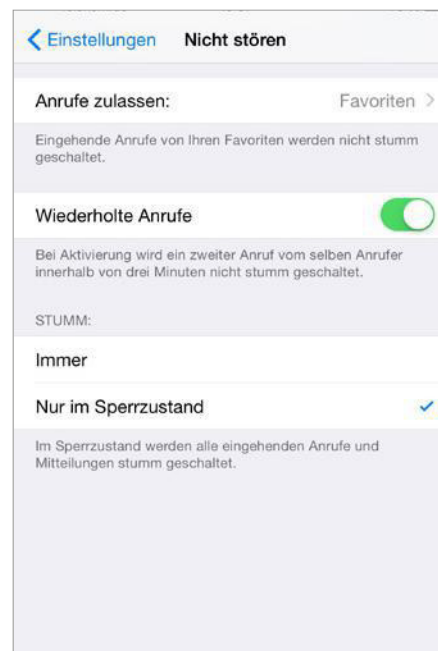 Einstellungen Nicht stören
Anrufe zulassen: Favoriten
Eingehende Anrufe von Ihren Favoriten werden nicht stumm
geschaltet.
Wiederholte Anrufe
Bei Aktivierung wird ein zweiter Anruf vom selben Anrufer
innerhalb von drei Minuten nicht stumm geschaltet.
STUMM:
Immer
Nur im Sperrzustand
Im Sperrzustand werden alle eingehenden Anrufe und
Mitteilungen stumm geschaltet.